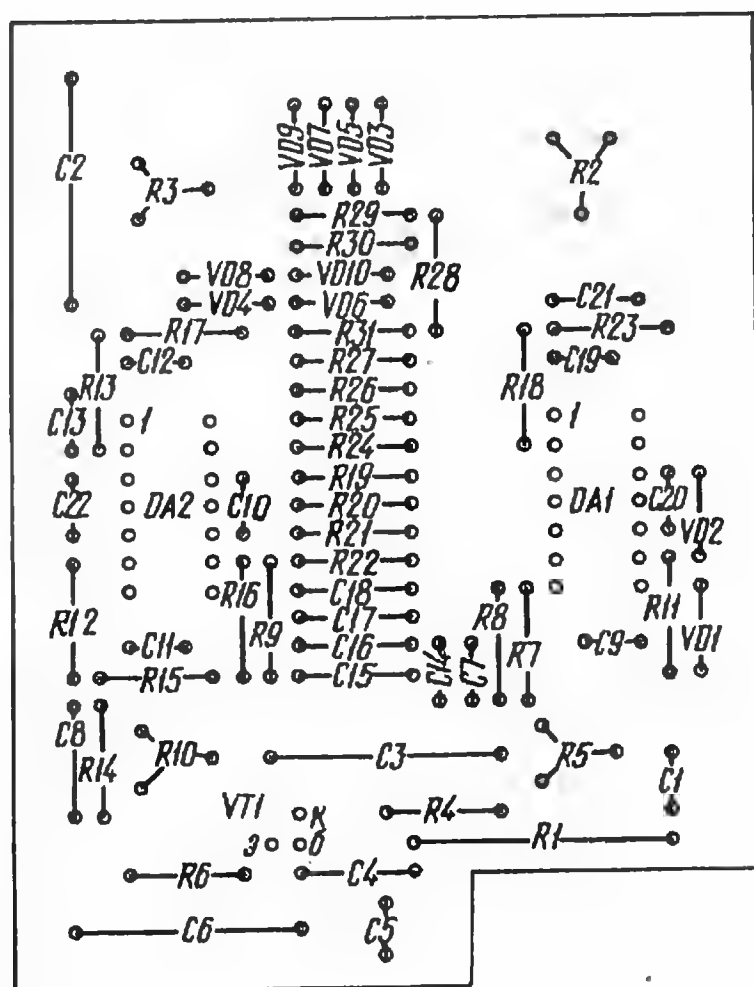 VD9
VD7
VD5
VD3
C2
R3
R2
R29
R30
VD8
VD10
R28
VD4
VD6
C21
R17
R31
R23
C12
R27
C19
R13
R26
R18
C13
1
R25
1
R24
C22
DA2
C10
R19
DA1
C20
R20
VD2
R21
R22
R12
R16
R9
C18
R8
R7
R11
VD1
C17
C11
C16
C14
C7
C9
R15
C15
C8
R14
R10
C3
R5
C1
VT1
К
R4
Э
Б
R1
R6
C4
C6
C5